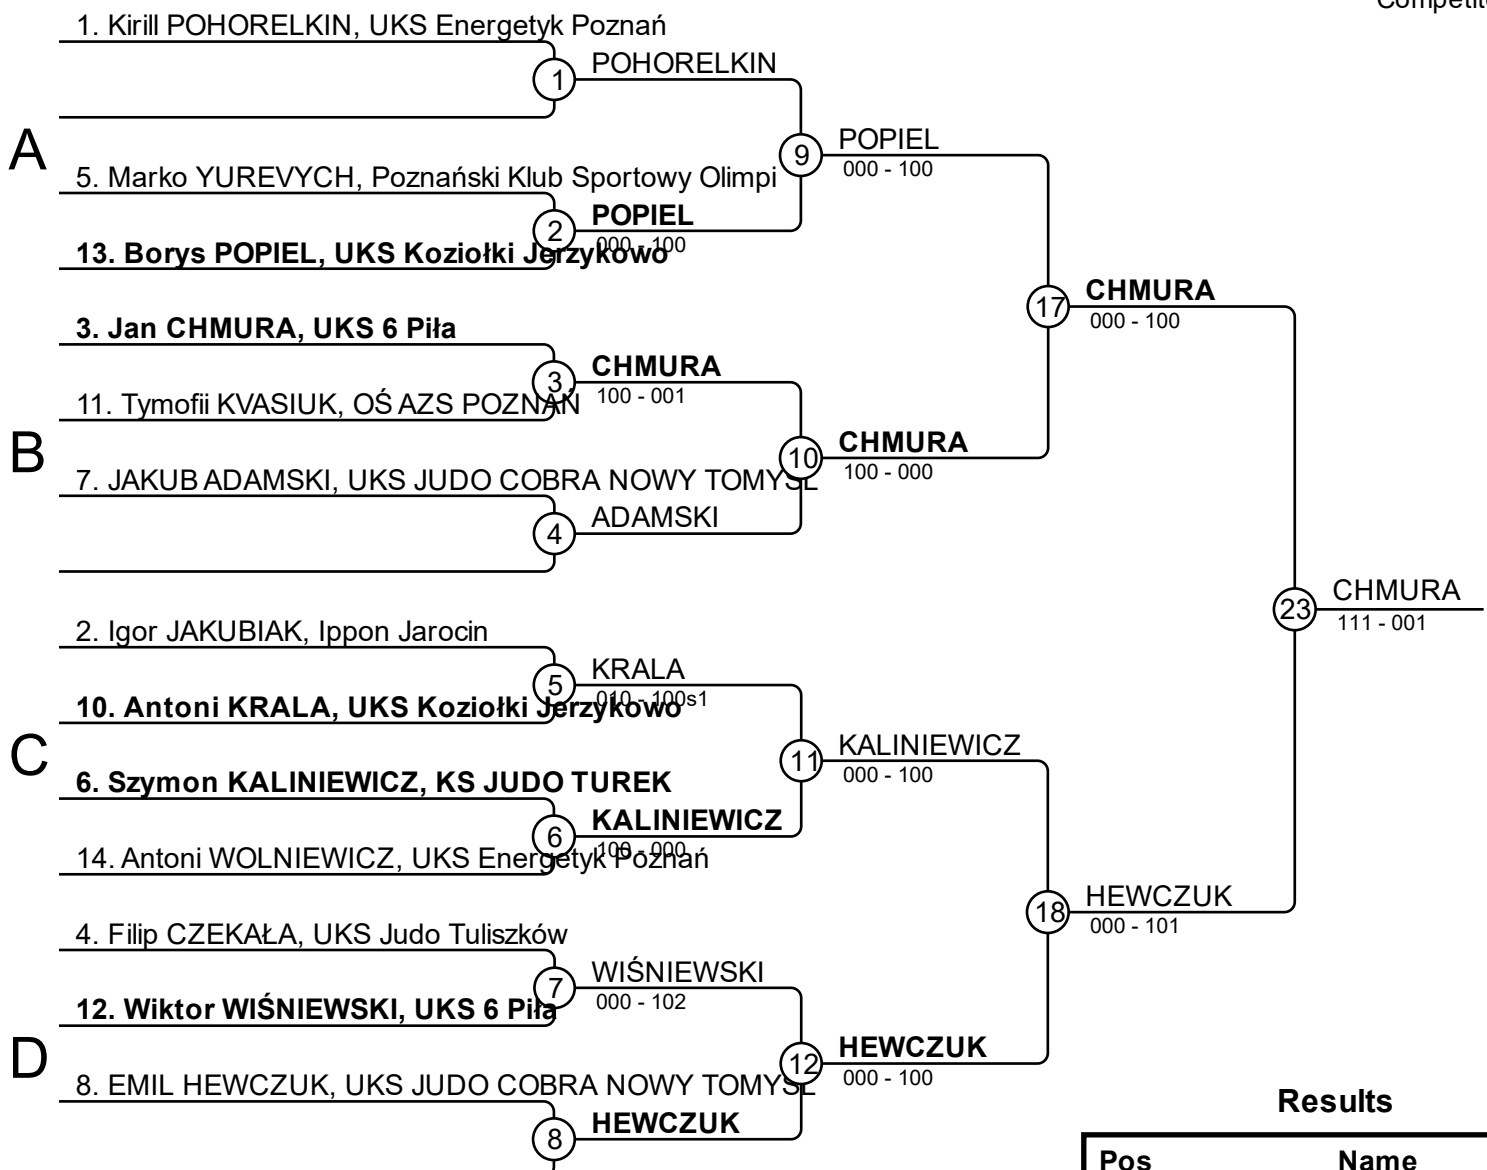 Competit
1. Kirill POHORELKIN, UKS Energetyk Poznań
1
POHORELKIN
A
9
POPIEL
000 - 100
5. Marko YUREVYCH, Poznański Klub Sportowy Olimpi
2
POPIEL
000 - 100
13. Borys POPIEL, UKS Koziołki Jerzykowo
17
CHMURA
000 - 100
3. Jan CHMURA, UKS 6 Piła
3
CHMURA
100 - 001
11. Tymofii KVASIUK, OŚ AZS POZNAŃ
B
10
CHMURA
100 - 000
7. JAKUB ADAMSKI, UKS JUDO COBRA NOWY TOMYŚL
4
ADAMSKI
23
CHMURA
111 - 001
2. Igor JAKUBIAK, Ippon Jarocin
5
KRALA
010 - 100s1
10. Antoni KRALA, UKS Koziołki Jerzykowo
C
11
KALINIEWICZ
000 - 100
6. Szymon KALINIEWICZ, KS JUDO TUREK
6
KALINIEWICZ
100 - 000
14. Antoni WOLNIEWICZ, UKS Energetyk Poznań
18
HEWCZUK
000 - 101
4. Filip CZEKAŁA, UKS Judo Tuliszków
7
WIŚNIEWSKI
000 - 102
12. Wiktor WIŚNIEWSKI, UKS 6 Piła
D
12
HEWCZUK
000 - 100
8. EMIL HEWCZUK, UKS JUDO COBRA NOWY TOMYŚL
8
HEWCZUK
Results
Pos Name